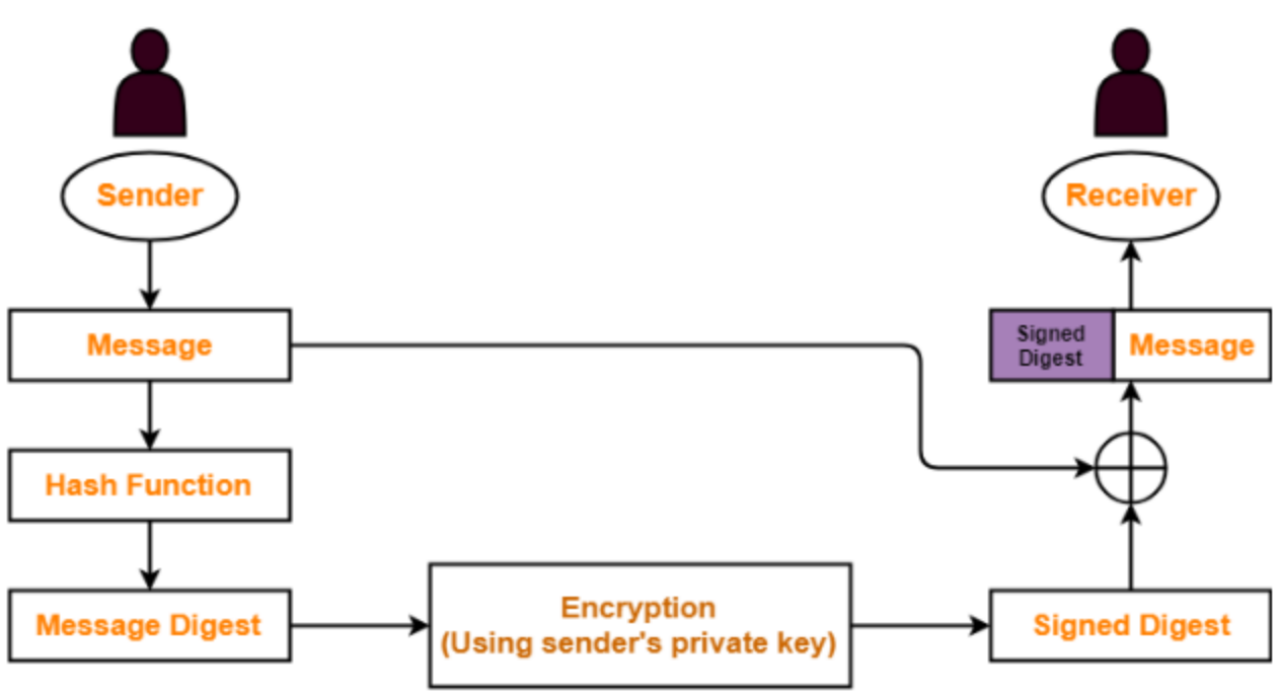 Sender
Receiver
Message
Signed
Digest
Message
Hash Function
Message Digest
Encryption
(Using sender's private key)
Signed Digest